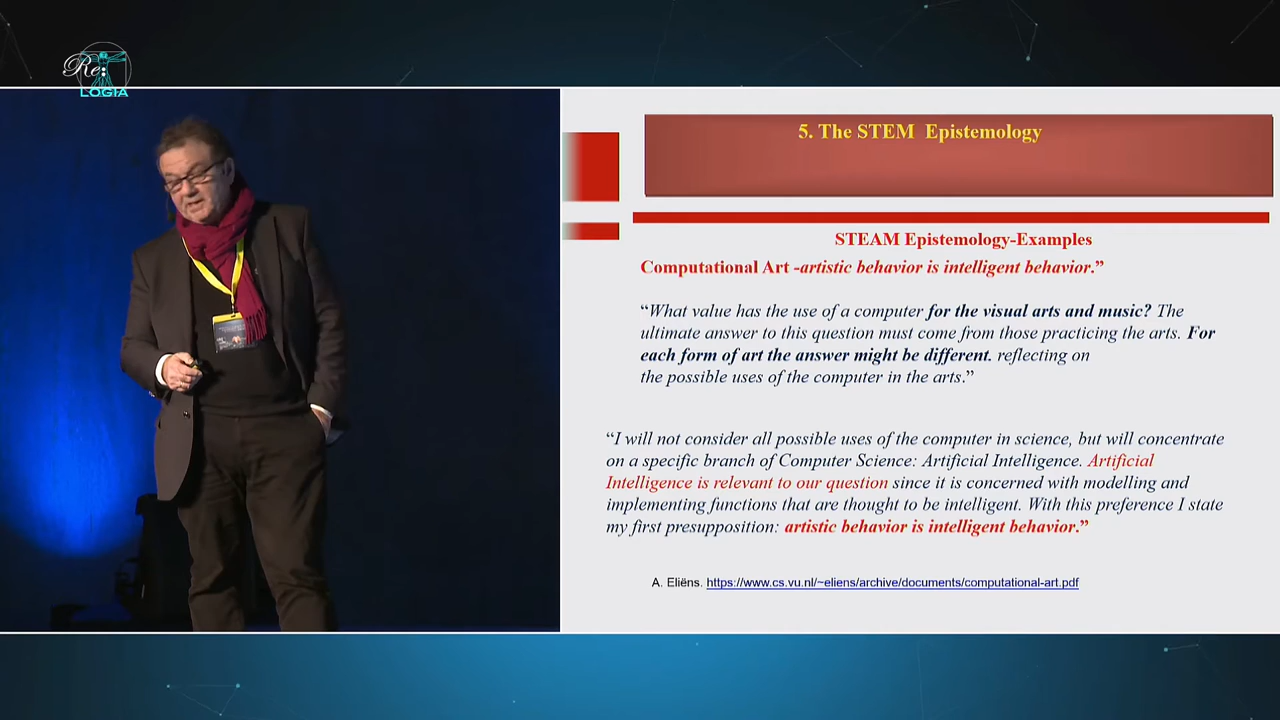 Re:
LOGIA
5. The STEM Epistemology
STEAM Epistemology-Examples
Computational Art -artistic behavior is intelligent behavior.”
“What value has the use of a computer for the visual arts and music? The
ultimate answer to this question must come from those practicing the arts. For
each form of art the answer might be different. reflecting on
the possible uses of the computer in the arts.”
“I will not consider all possible uses of the computer in science, but will concentrate
on a specific branch of Computer Science: Artificial Intelligence. Artificial
Intelligence is relevant to our question since it is concerned with modelling and
implementing functions that are thought to be intelligent. With this preference I state
my first presupposition: artistic behavior is intelligent behavior.”
A. Eliëns. https://www.cs.vu.nl/~eliens/archive/documents/computational-art.pdf